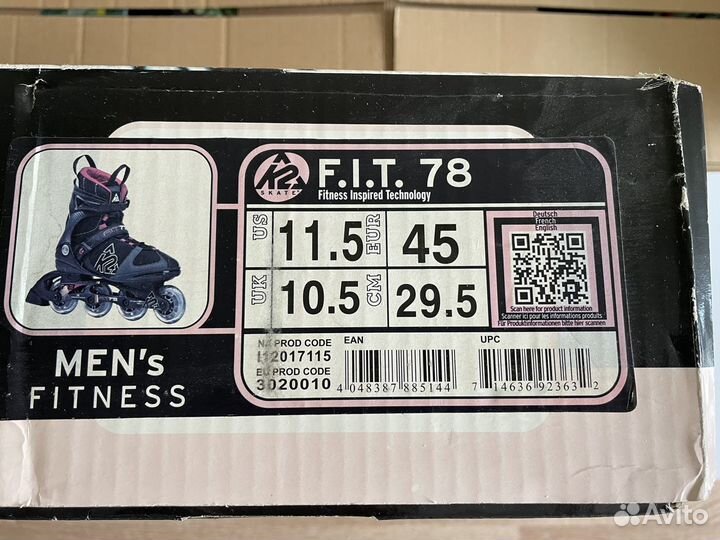 K2
SKATE
F.I.T. 78
Fitness Inspired Technology
US 11.5 EUR 45
UK 10.5 CM 29.5
Deutsch
French
English
Scan here for product information
Scanner ici pour les informations produits
Für Produktinformationen bitte hier scannen
NA PROD CODE
I12017115
EU PROD CODE
3020010
EAN
4 048387 885144
UPC
7 14636 92363 2
MEN's
FITNESS
K2
Avito